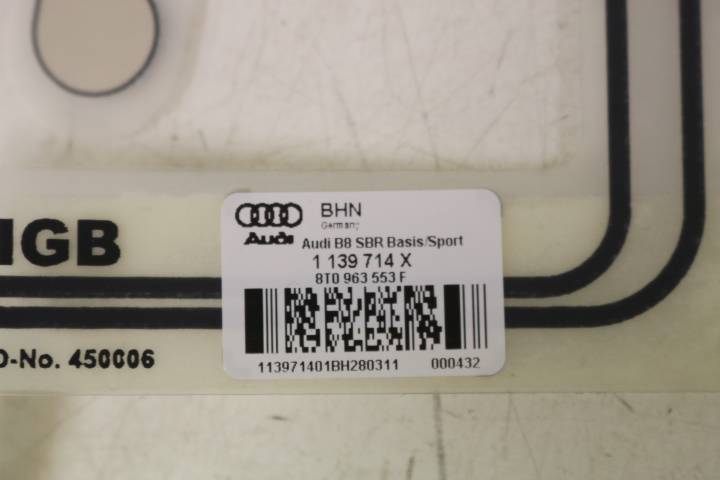 BHN
Germany
Audi
Audi B8 SBR Basis/Sport
1 139 714 X
8T0 963 553 F
113971401BH280311 000432
IGB
-No. 450006